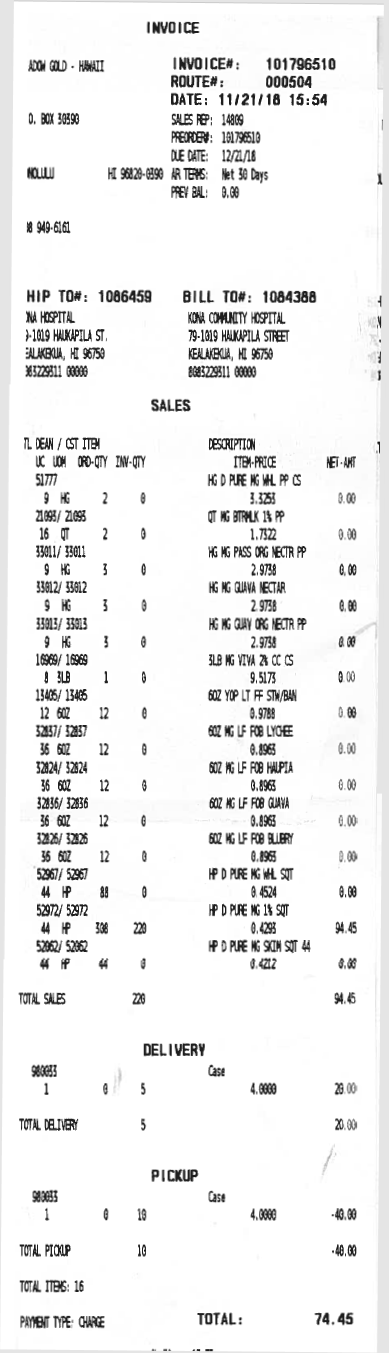 INVOICE
ADOW GOLD - HAWAII INVOICE#: 101796510
ROUTE#: 000504
DATE: 11/21/18 15:54
O. BOX 30390 SALES REP: 14809
PREORDER#: 101796510
DUE DATE: 12/21/18
NOLULU HI 96820-0390 AR TERMS: Net 30 Days
PREV BAL: 0.00
949-6161
HIP TO#: 1086459 BILL TO#: 1084388
NA HOSPITAL KONA COMMUNITY HOSPITAL
-1019 HAUKAPILA ST. 79-1019 HAUKAPILA STREET
EALAKEKUA, HI 96750 KEALAKEKUA, HI 96750
083229311 00000 8083229311 00000
SALES
TL DEAN / CST ITEM DESCRIPTION
UC UOM ORD-QTY INV-QTY ITEM-PRICE NET-AMT
51777 HG D PURE MG WHL PP CS
9 HG 2 0 3.3253 0.00
21093/ 21093 QT MG BTRMLK 1% PP
16 QT 2 0 1.7322 0.00
33011/ 33011 HG MG PASS ORG NECTR PP
9 HG 3 0 2.9738 0.00
33012/ 33012 HG MG GUAVA NECTAR
9 HG 3 0 2.9738 0.00
33013/ 33013 HG MG GUAV ORG NECTR PP
9 HG 3 0 2.9738 0.00
16969/ 16969 3LB MG VIVA 2% CC CS
8 3LB 1 0 9.5173 0.00
13405/ 13405 6OZ YOP LT FF STW/BAN
12 6OZ 12 0 0.9788 0.00
32837/ 32837 6OZ MG LF FOB LYCHEE
36 6OZ 12 0 0.8963 0.00
32824/ 32824 6OZ MG LF FOB HAUPIA
36 6OZ 12 0 0.8963 0.00
32836/ 32836 6OZ MG LF FOB GUAVA
36 6OZ 12 0 0.8963 0.00
32826/ 32826 6OZ MG LF FOB BLUBRY
36 6OZ 12 0 0.8963 0.00
52967/ 52967 HP D PURE MG WHL SQT
44 HP 88 0 0.4524 0.00
52972/ 52972 HP D PURE MG 1% SQT
44 HP 308 220 0.4293 94.45
52062/ 52062 HP D PURE MG SKIM SQT 44
44 HP 44 0 0.4212 0.00
TOTAL SALES 220 94.45
DELIVERY
980033 Case
1 0 5 4.0000 20.00
TOTAL DELIVERY 5 20.00
PICKUP
980033 Case
1 0 10 4.0000 -40.00
TOTAL PICKUP 10 -40.00
TOTAL ITEMS: 16
PAYMENT TYPE: CHARGE TOTAL: 74.45